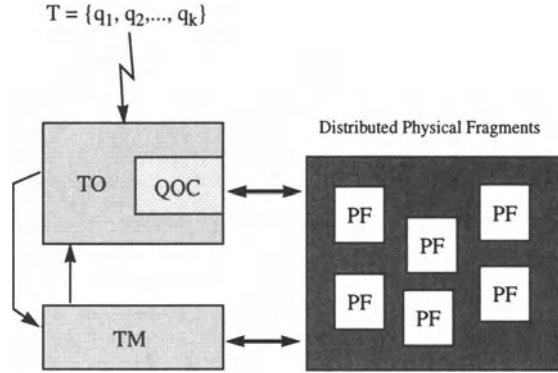 T = {q1, q2,..., qk}
Distributed Physical Fragments
TO
QOC
PF
PF
PF
PF
PF
PF
TM